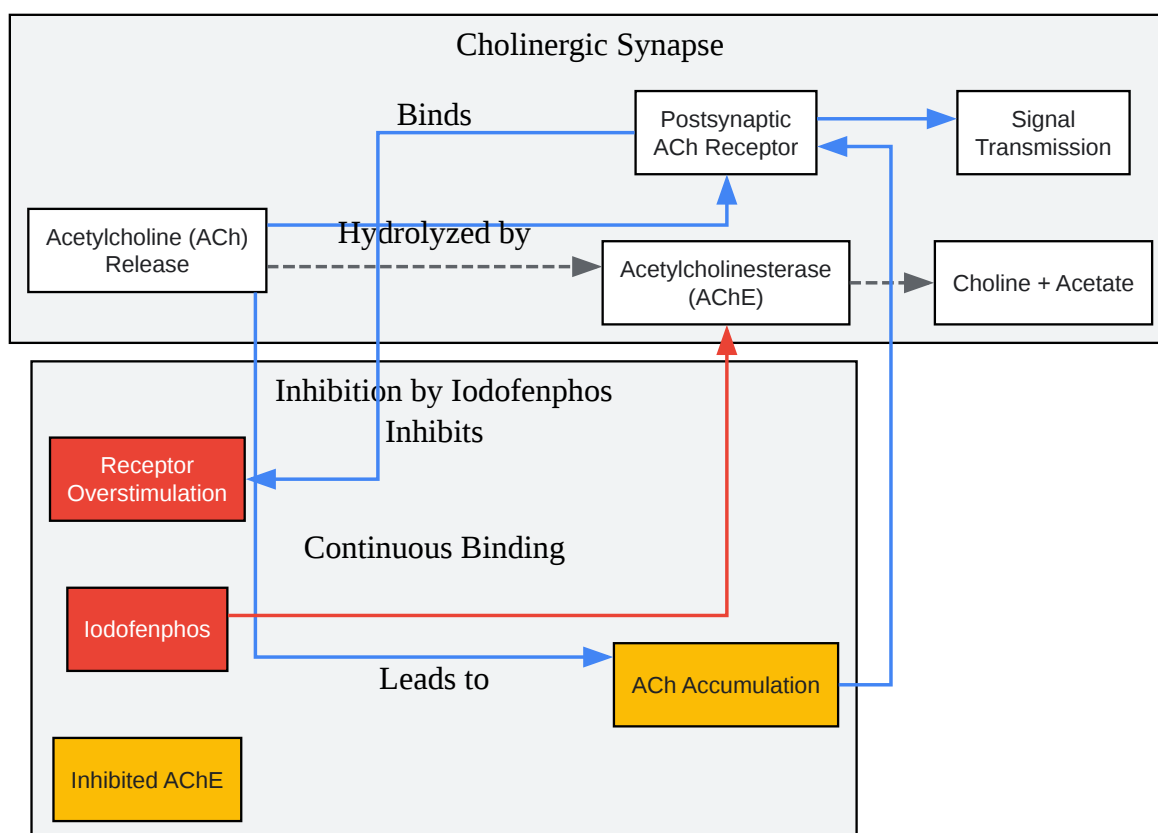 Cholinergic Synapse
Binds
Postsynaptic
ACh Receptor
Signal
Transmission
Acetylcholine (ACh)
Release
Hydrolyzed by
Acetylcholinesterase
(AChE)
Choline + Acetate
Inhibition by Iodofenphos
Inhibits
Receptor
Overstimulation
Continuous Binding
Iodofenphos
Leads to
ACh Accumulation
Inhibited AChE